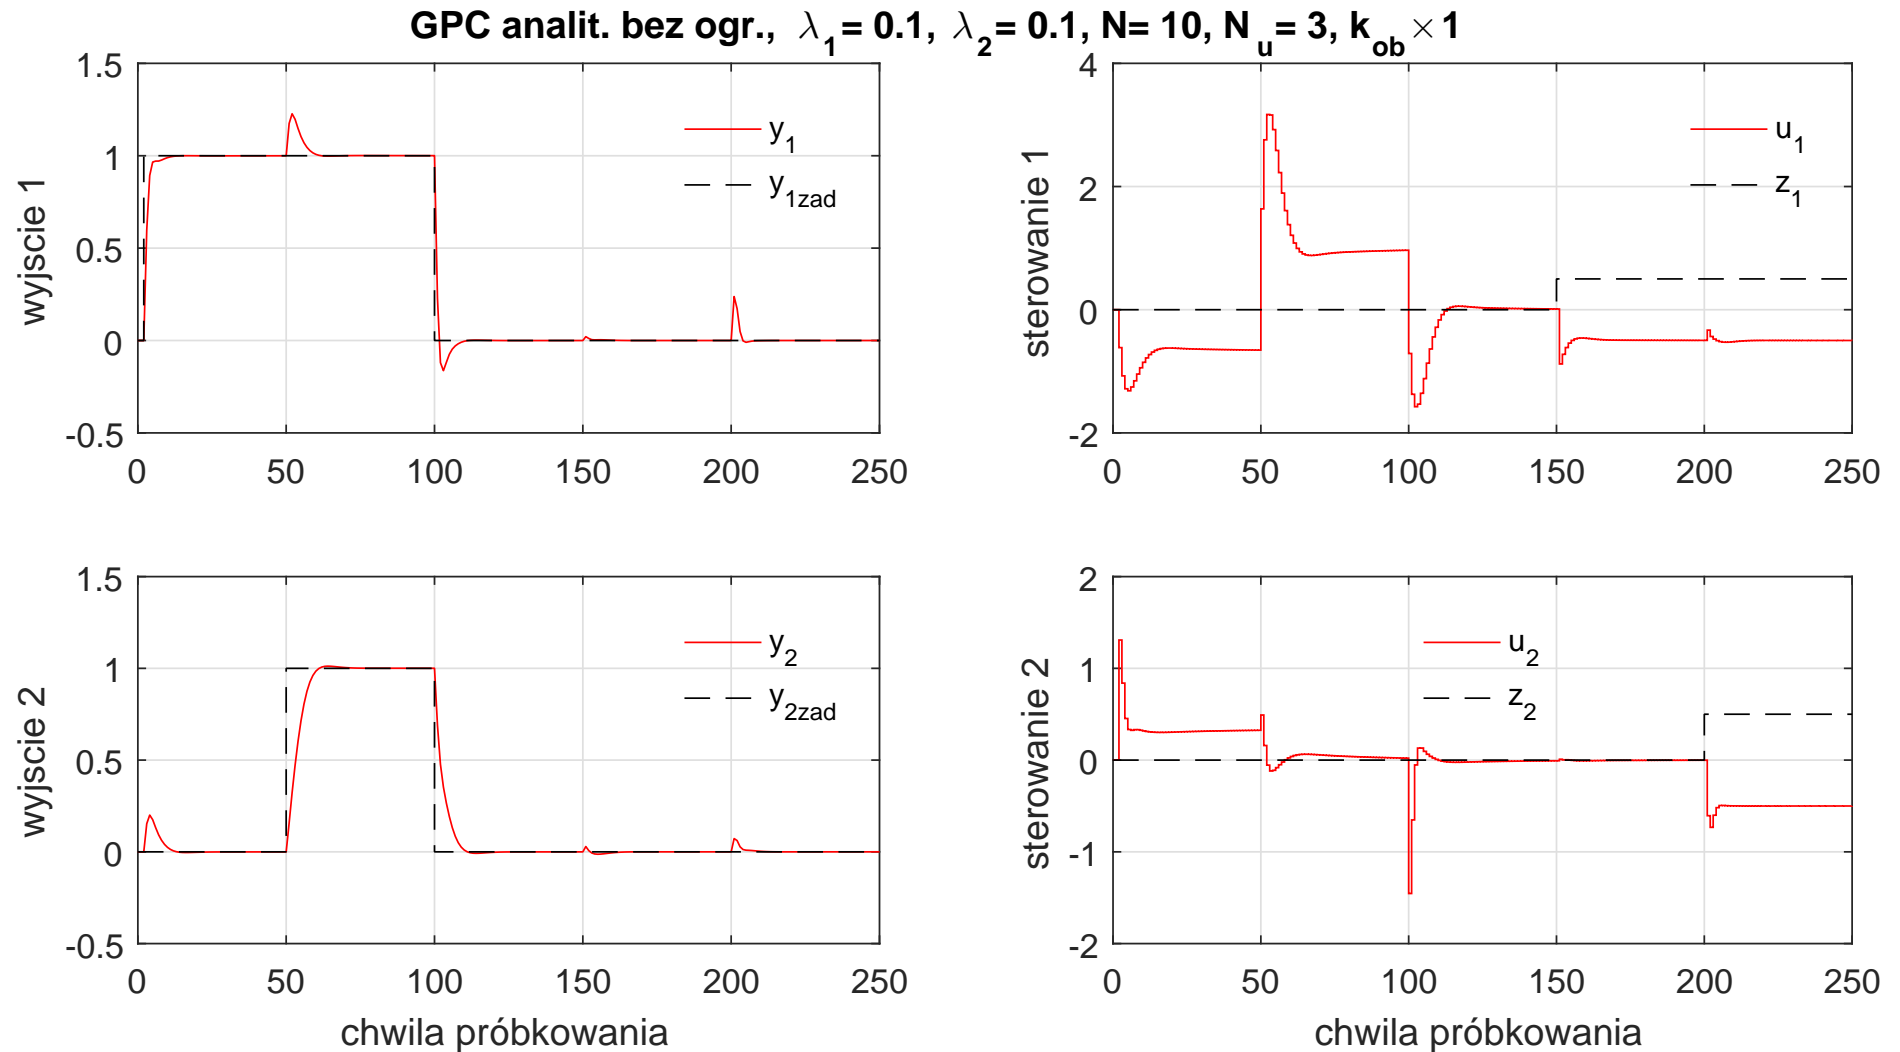 GPC analit. bez ogr., λ1= 0.1, λ2= 0.1, N= 10, Nu= 3, kob×1
1.5
1
0.5
0
-0.5
0 50 100 150 200 250
wyjscie 1
y1
y1zad
4
2
0
-2
0 50 100 150 200 250
sterowanie 1
u1
z1
1.5
1
0.5
0
-0.5
0 50 100 150 200 250
wyjscie 2
chwila próbkowania
y2
y2zad
2
1
0
-1
-2
0 50 100 150 200 250
sterowanie 2
chwila próbkowania
u2
z2